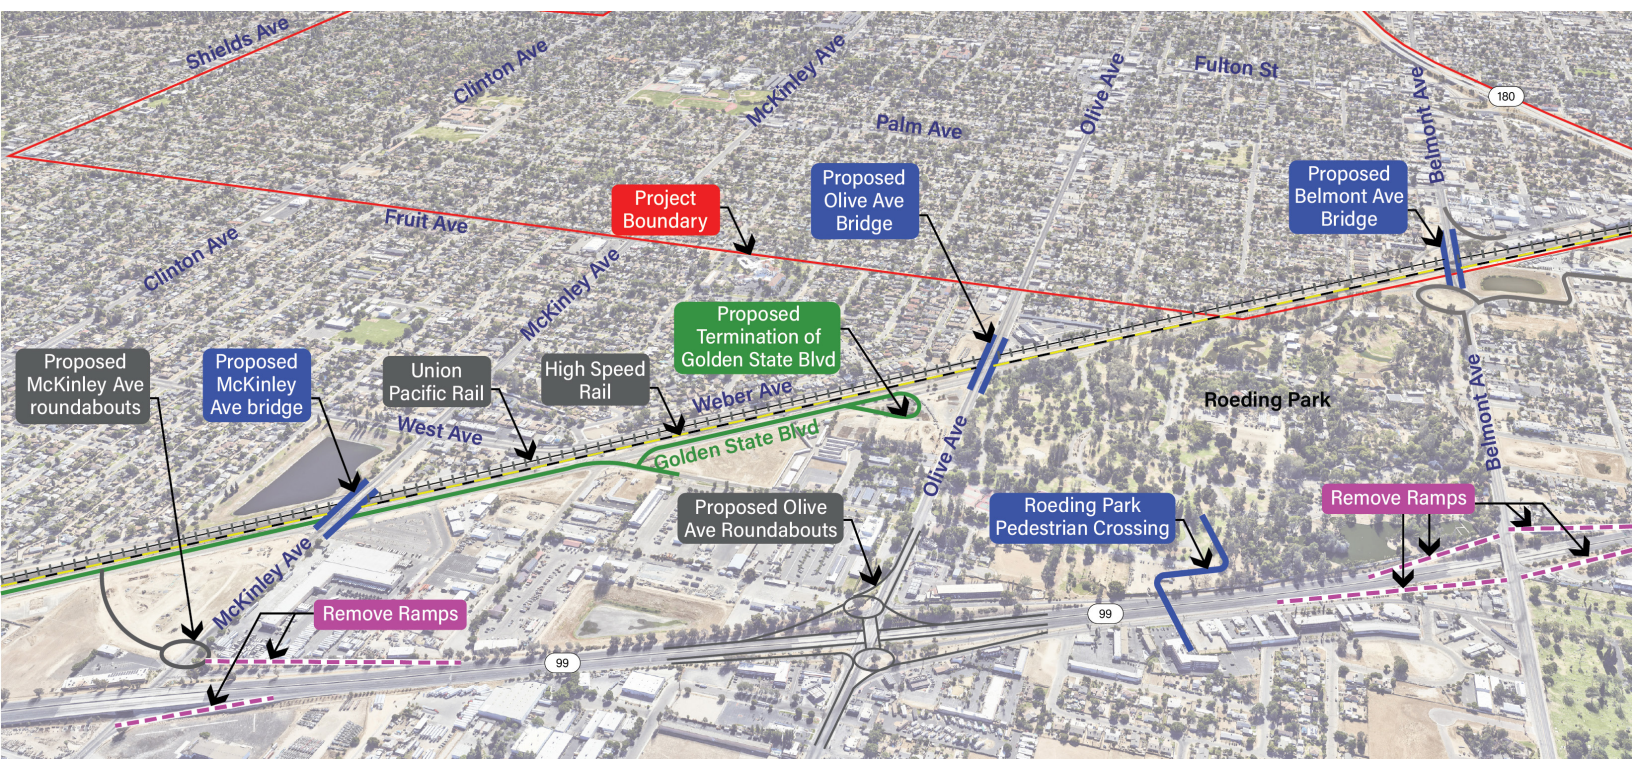 Shields Ave
Clinton Ave
McKinley Ave
Olive Ave
Fulton St
Belmont Ave
180
Palm Ave
Proposed
Olive Ave
Bridge
Proposed
Belmont Ave
Bridge
Project
Boundary
Fruit Ave
Clinton Ave
McKinley Ave
Proposed
Termination of
Golden State Blvd
Proposed
McKinley Ave
roundabouts
Proposed
McKinley
Ave bridge
Union
Pacific Rail
High Speed
Rail
Weber Ave
West Ave
Golden State Blvd
Roeding Park
Belmont Ave
Olive Ave
Proposed Olive
Ave Roundabouts
Roeding Park
Pedestrian Crossing
Remove Ramps
McKinley Ave
Remove Ramps
99
99